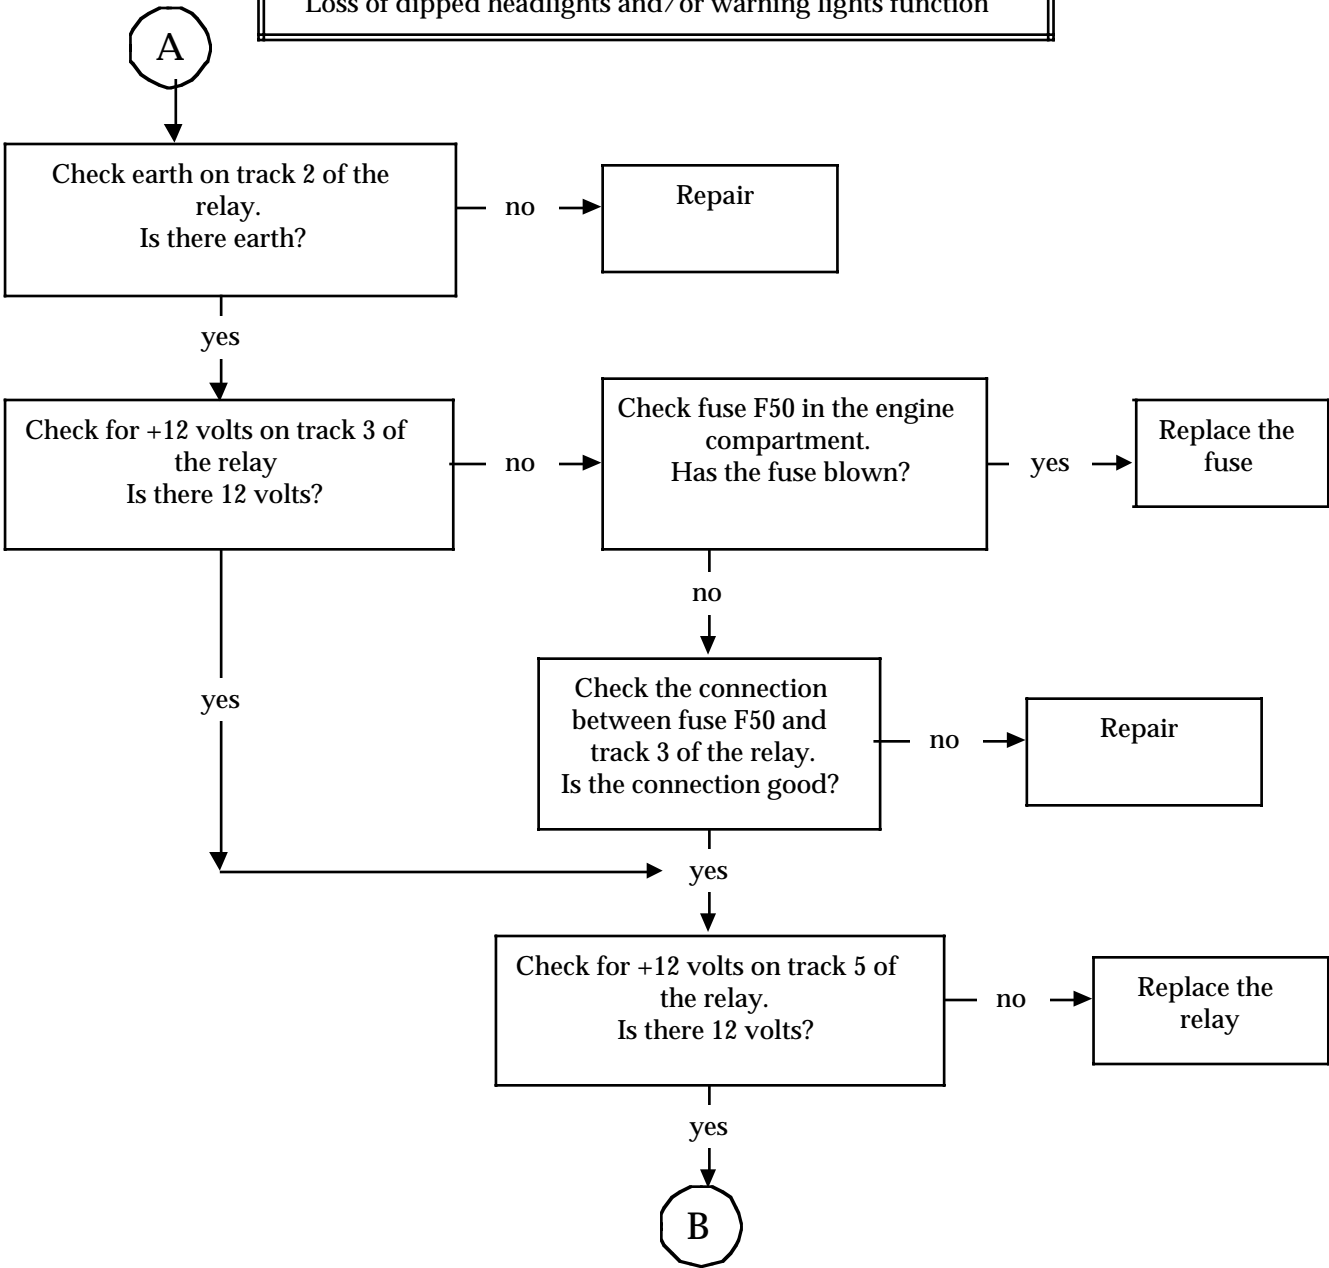 Loss of dipped headlights and/or warning lights function
A
Check earth on track 2 of the
relay.
Is there earth?
no
Repair
yes
Check for +12 volts on track 3 of
the relay
Is there 12 volts?
no
Check fuse F50 in the engine
compartment.
Has the fuse blown?
yes
Replace the
fuse
no
yes
Check the connection
between fuse F50 and
track 3 of the relay.
Is the connection good?
no
Repair
yes
Check for +12 volts on track 5 of
the relay.
Is there 12 volts?
no
Replace the
relay
yes
B